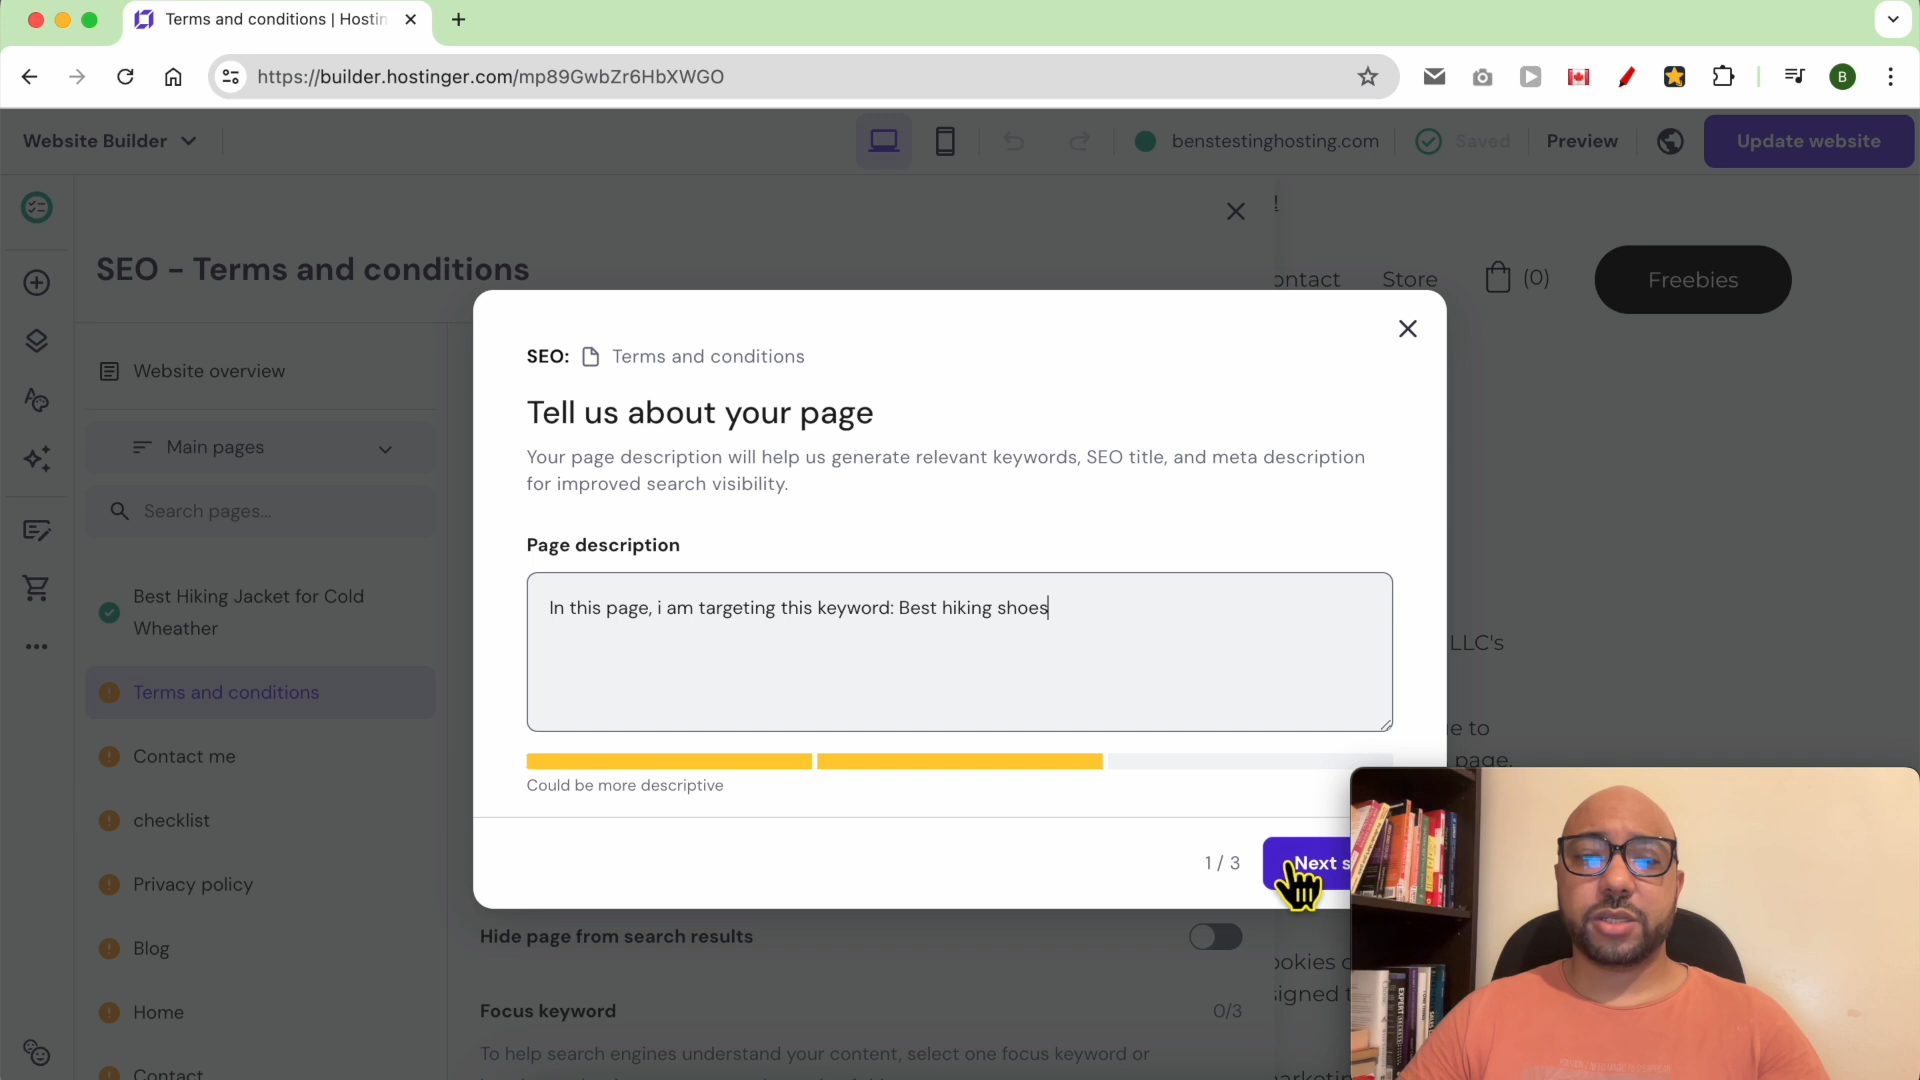 Terms and conditions | Hostin
https://builder.hostinger.com/mp89GwbZr6HbXWGO
B
Website Builder
benstestinghosting.com
Saved
Preview
Update website
SEO - Terms and conditions
ontact
Store
(0)
Freebies
Website overview
Main pages
Search pages...
Best Hiking Jacket for Cold
Wheather
Terms and conditions
Contact me
checklist
Privacy policy
Blog
Home
Contact
SEO: Terms and conditions
Tell us about your page
Your page description will help us generate relevant keywords, SEO title, and meta description
for improved search visibility.
Page description
In this page, i am targeting this keyword: Best hiking shoes
Could be more descriptive
1 / 3
Next s
Hide page from search results
Focus keyword
0/3
To help search engines understand your content, select one focus keyword or
LLC's
e to
page.
ookies
signed
EXPERT